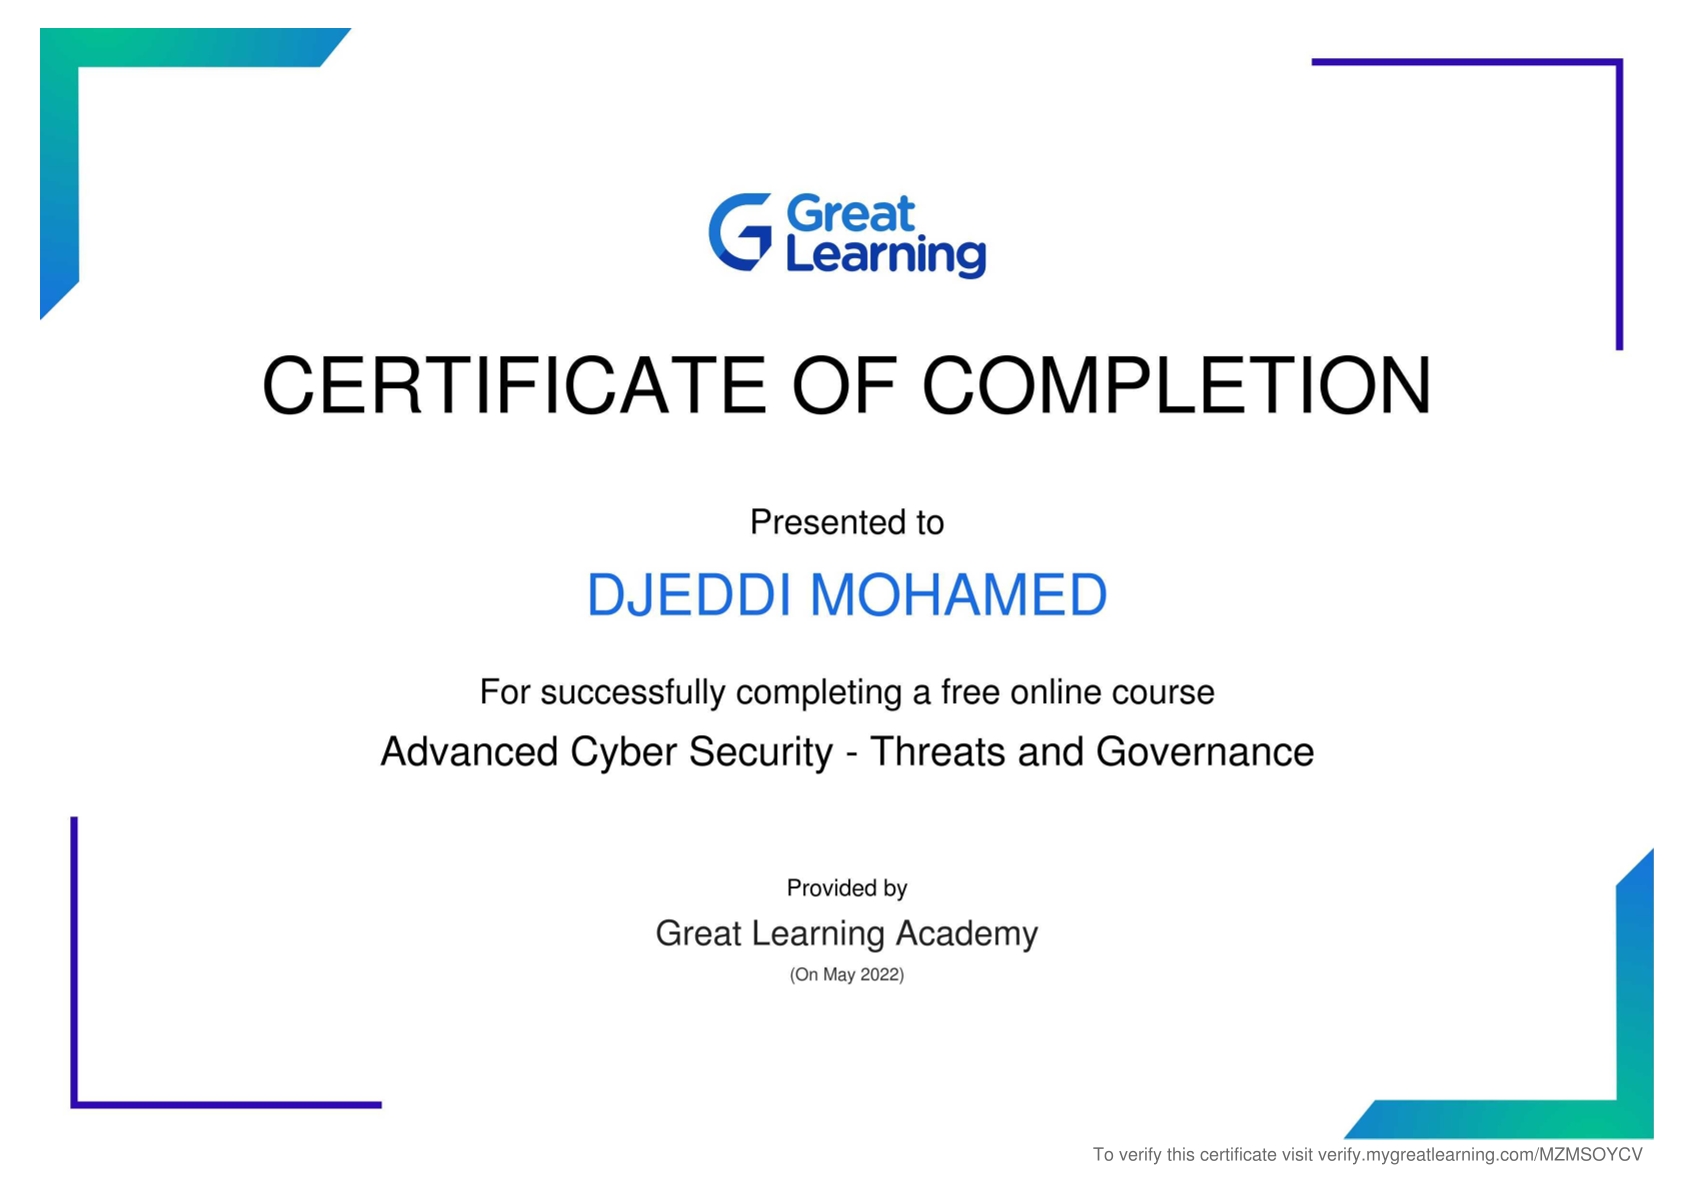 Great
Learning
CERTIFICATE OF COMPLETION
Presented to
DJEDDI MOHAMED
For successfully completing a free online course
Advanced Cyber Security - Threats and Governance
Provided by
Great Learning Academy
(On May 2022)
To verify this certificate visit verify.mygreatlearning.com/MZMSOYCV